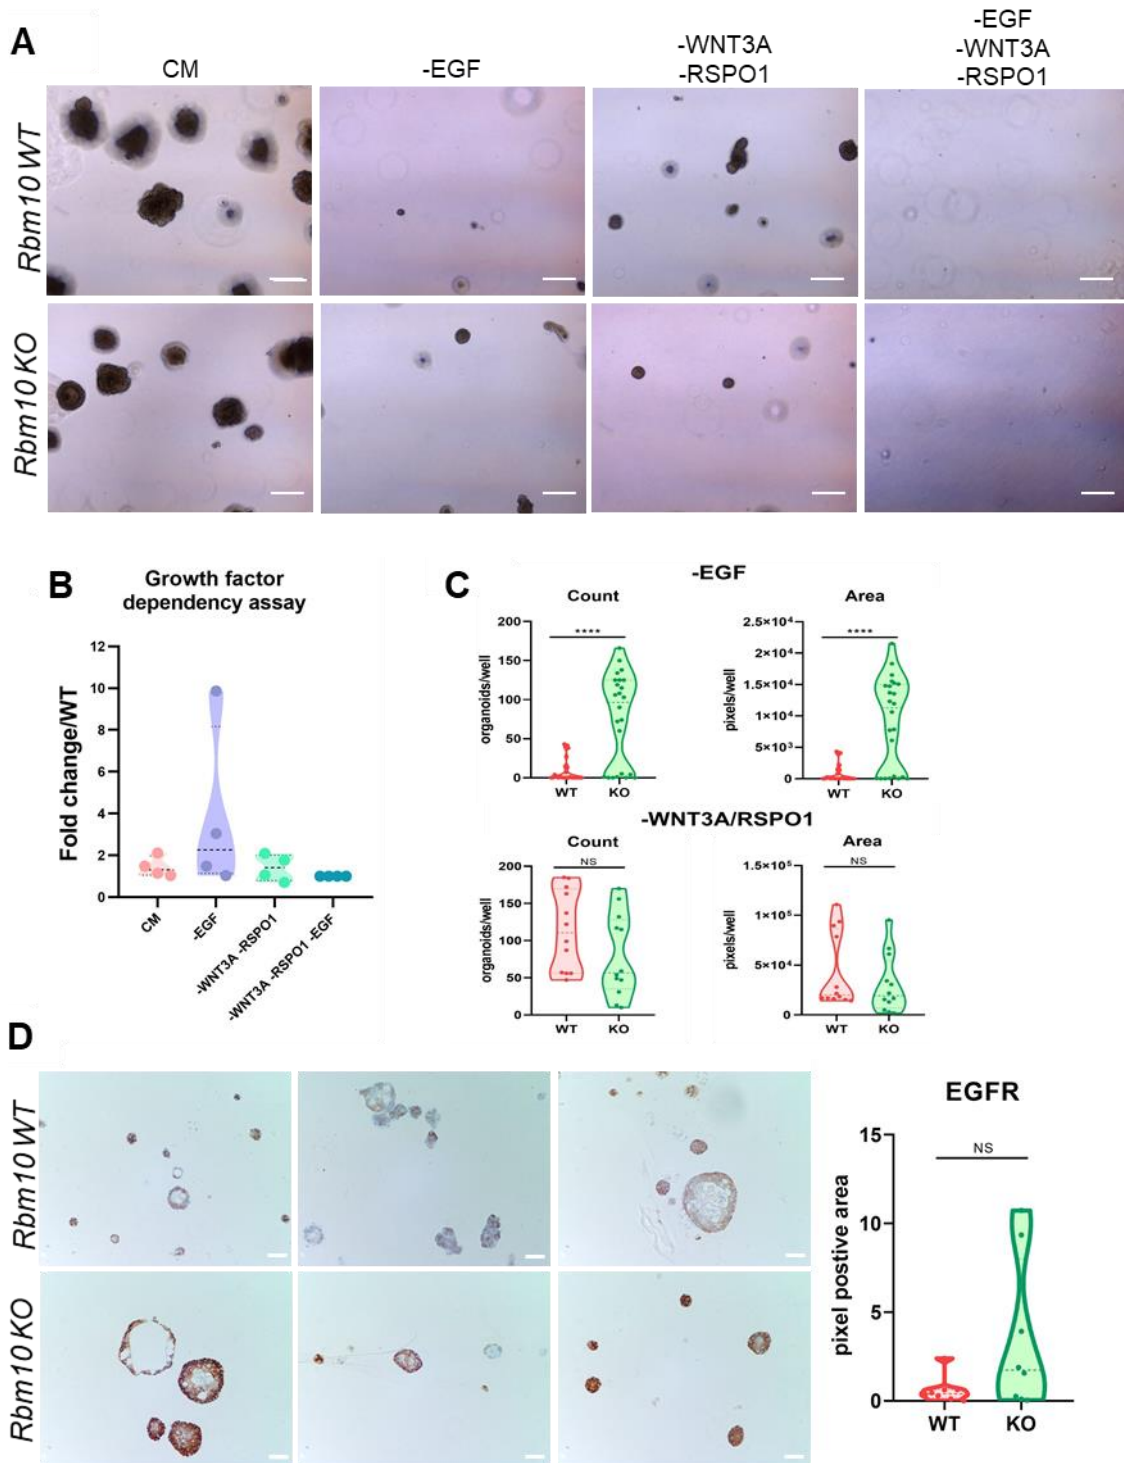 A
CM
-EGF
-WNT3A
-RSPO1
-EGF
-WNT3A
-RSPO1
Rbm10 WT
Rbm10 KO
B
Growth factor
dependency assay
Fold change/WT
12
10
8
6
4
2
0
CM
-EGF
-WNT3A -RSPO1
-WNT3A -RSPO1 -EGF
C
-EGF
Count
organoids/well
200
150
100
50
0
****
WT
KO
Area
pixels/well
2.5×10⁴
2×10⁴
1.5×10⁴
1×10⁴
5×10³
0
****
WT
KO
-WNT3A/RSPO1
Count
organoids/well
200
150
100
50
0
NS
WT
KO
Area
pixels/well
1.5×10⁵
1×10⁵
5×10⁴
0
NS
WT
KO
D
Rbm10 WT
Rbm10 KO
EGFR
pixel postive area
15
10
5
0
NS
WT
KO